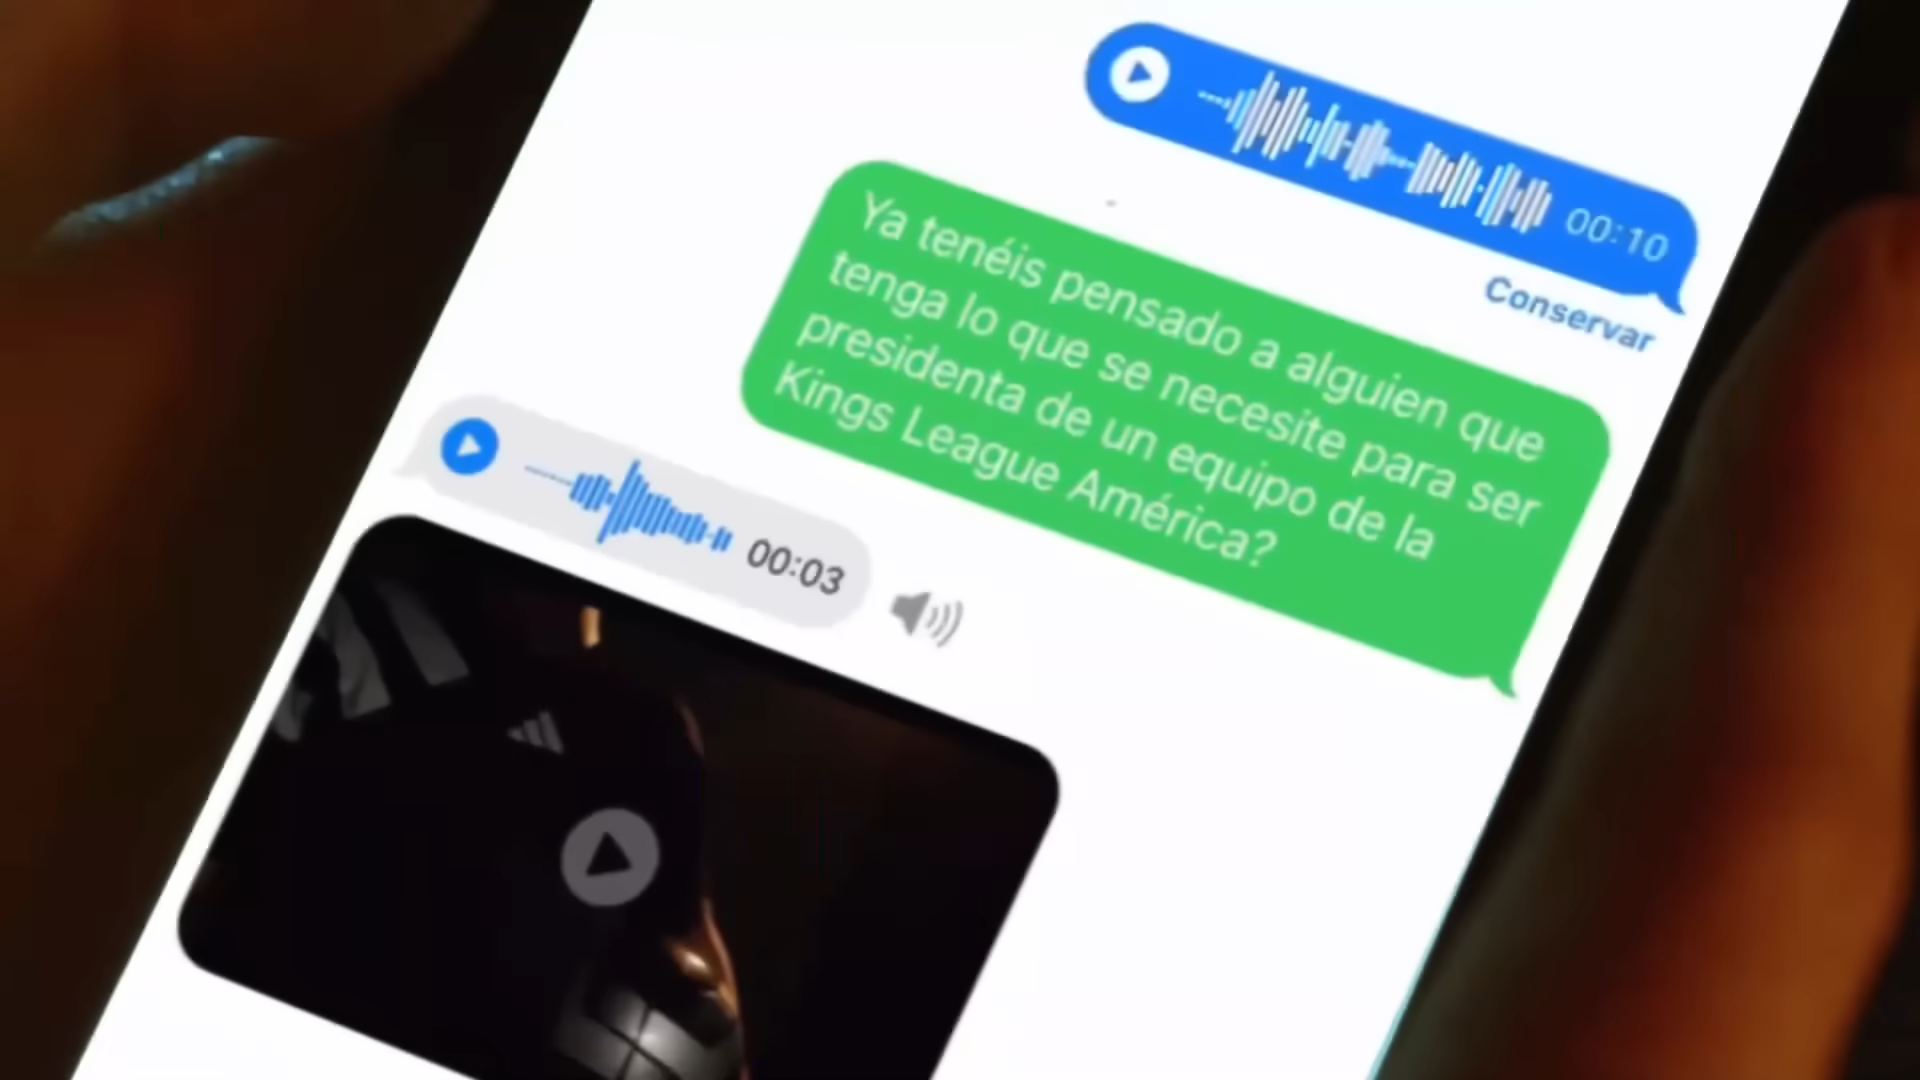 00:10
Conservar
Ya tenéis pensado a alguien que
tenga lo que se necesite para ser
presidenta de un equipo de la
Kings League América?
00:03